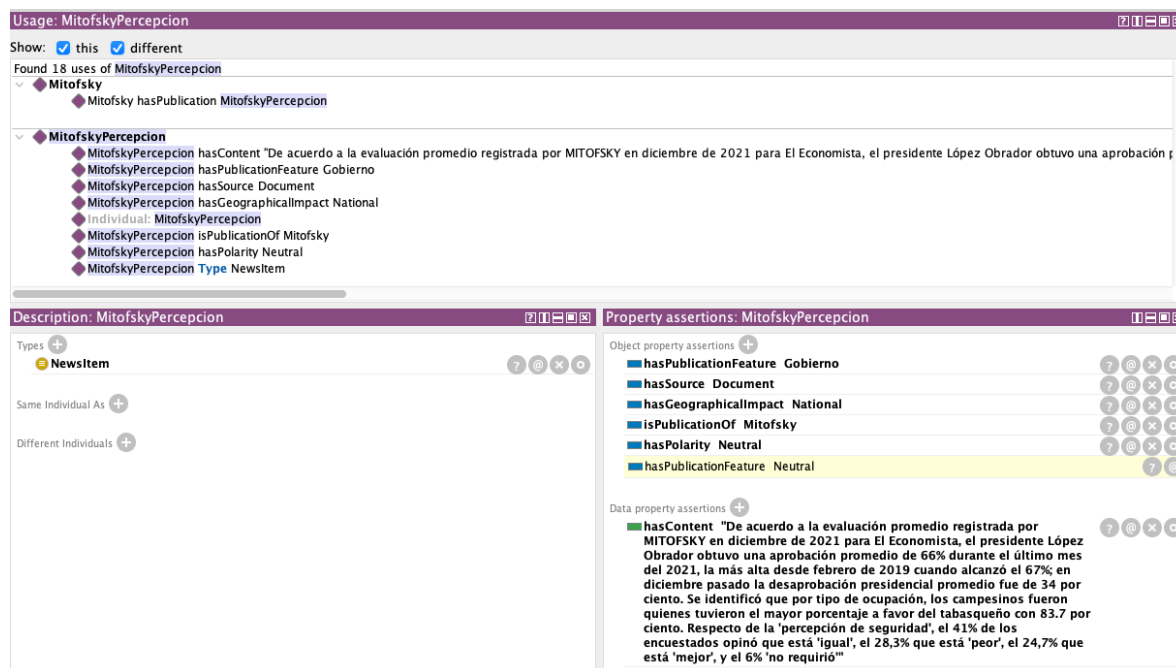 Usage: MitofskyPercepcion
Show: this different
Found 18 uses of MitofskyPercepcion
Mitofsky
Mitofsky hasPublication MitofskyPercepcion
MitofskyPercepcion
MitofskyPercepcion hasContent "De acuerdo a la evaluación promedio registrada por MITOFSKY en diciembre de 2021 para El Economista, el presidente López Obrador obtuvo una aprobación
MitofskyPercepcion hasPublicationFeature Gobierno
MitofskyPercepcion hasSource Document
MitofskyPercepcion hasGeographicalImpact National
Individual: MitofskyPercepcion
MitofskyPercepcion isPublicationOf Mitofsky
MitofskyPercepcion hasPolarity Neutral
MitofskyPercepcion Type NewsItem
Description: MitofskyPercepcion
Types
NewsItem
Same Individual As
Different Individuals
Property assertions: MitofskyPercepcion
Object property assertions
hasPublicationFeature Gobierno
hasSource Document
hasGeographicalImpact National
isPublicationOf Mitofsky
hasPolarity Neutral
hasPublicationFeature Neutral
Data property assertions
hasContent "De acuerdo a la evaluación promedio registrada por
MITOFSKY en diciembre de 2021 para El Economista, el presidente López
Obrador obtuvo una aprobación promedio de 66% durante el último mes
del 2021, la más alta desde febrero de 2019 cuando alcanzó el 67%; en
diciembre pasado la desaprobación presidencial promedio fue de 34 por
ciento. Se identificó que por tipo de ocupación, los campesinos fueron
quienes tuvieron el mayor porcentaje a favor del tabasqueño con 83.7 por
ciento. Respecto de la 'percepción de seguridad', el 41% de los
encuestados opinó que está 'igual', el 28,3% que está 'peor', el 24,7% que
está 'mejor', y el 6% 'no requirió'"